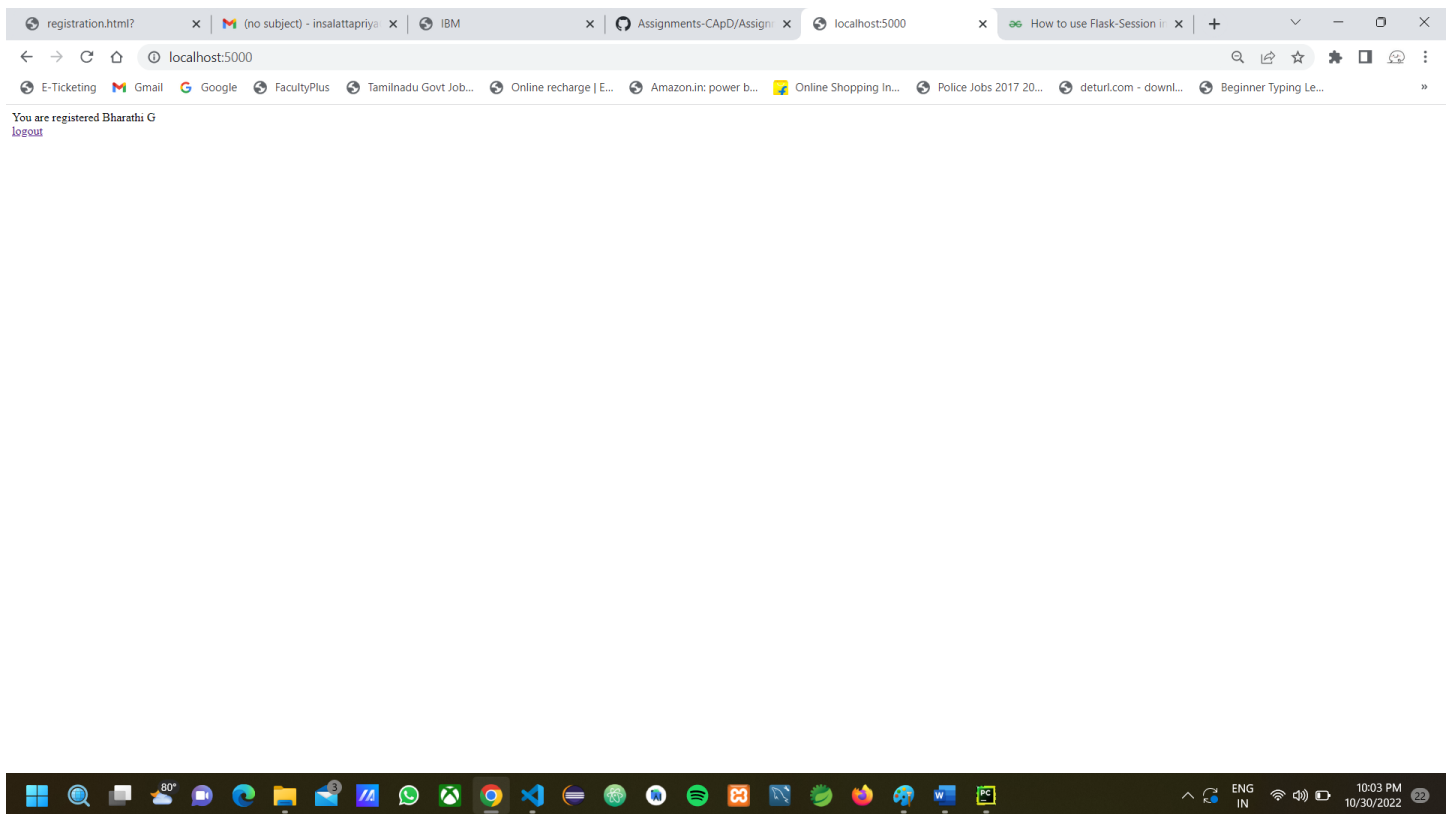 registration.html?
(no subject) - insalattapriya
IBM
Assignments-CApD/Assignm
localhost:5000
How to use Flask-Session in
localhost:5000
E-Ticketing
Gmail
Google
FacultyPlus
Tamilnadu Govt Job...
Online recharge | E...
Amazon.in: power b...
Online Shopping In...
Police Jobs 2017 20...
deturl.com - downl...
Beginner Typing Le...
You are registered Bharathi G
logout
80°
3
ENG
IN
10:03 PM
10/30/2022
22